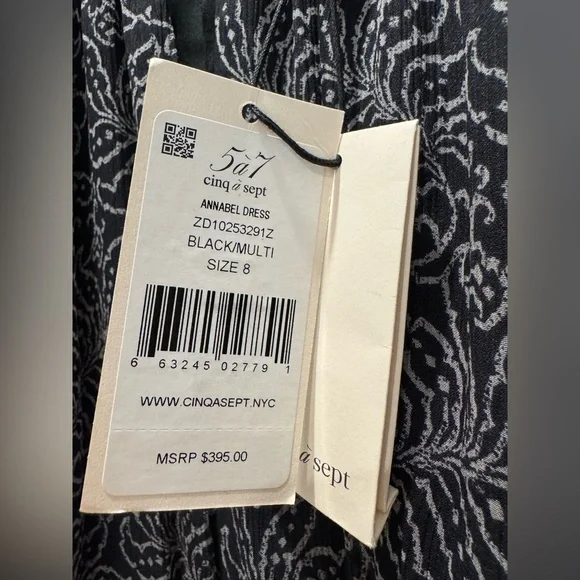 5à7
cinq à sept
ANNABEL DRESS
ZD10253291Z
BLACK/MULTI
SIZE 8
6 63245 02779 1
WWW.CINQASEPT.NYC
MSRP $395.00
à sept